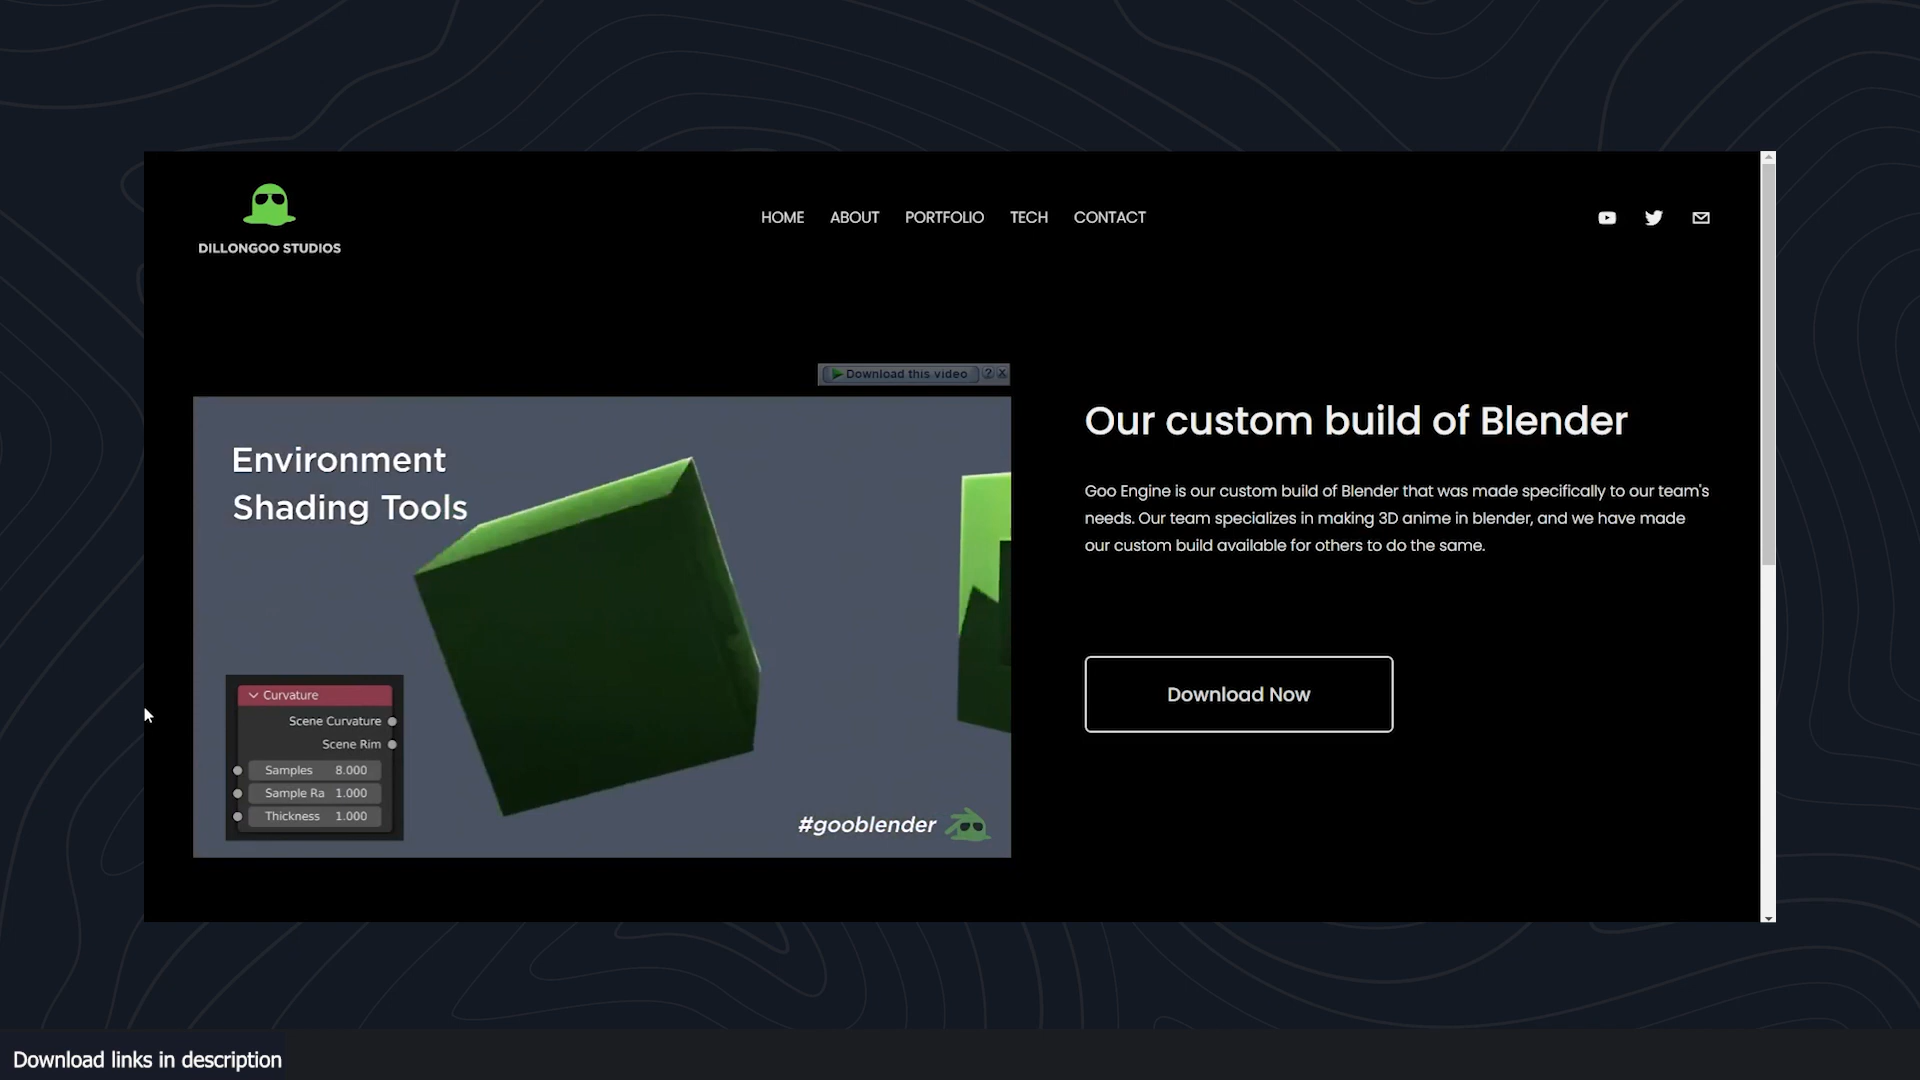 DILLONGOO STUDIOS
HOME ABOUT PORTFOLIO TECH CONTACT
Download this video ? X
Environment
Shading Tools
Curvature
Scene Curvature
Scene Rim
Samples 8.000
Sample Ra 1.000
Thickness 1.000
#gooblender
Our custom build of Blender
Goo Engine is our custom build of Blender that was made specifically to our team's
needs. Our team specializes in making 3D anime in blender, and we have made
our custom build available for others to do the same.
Download Now
Download links in description